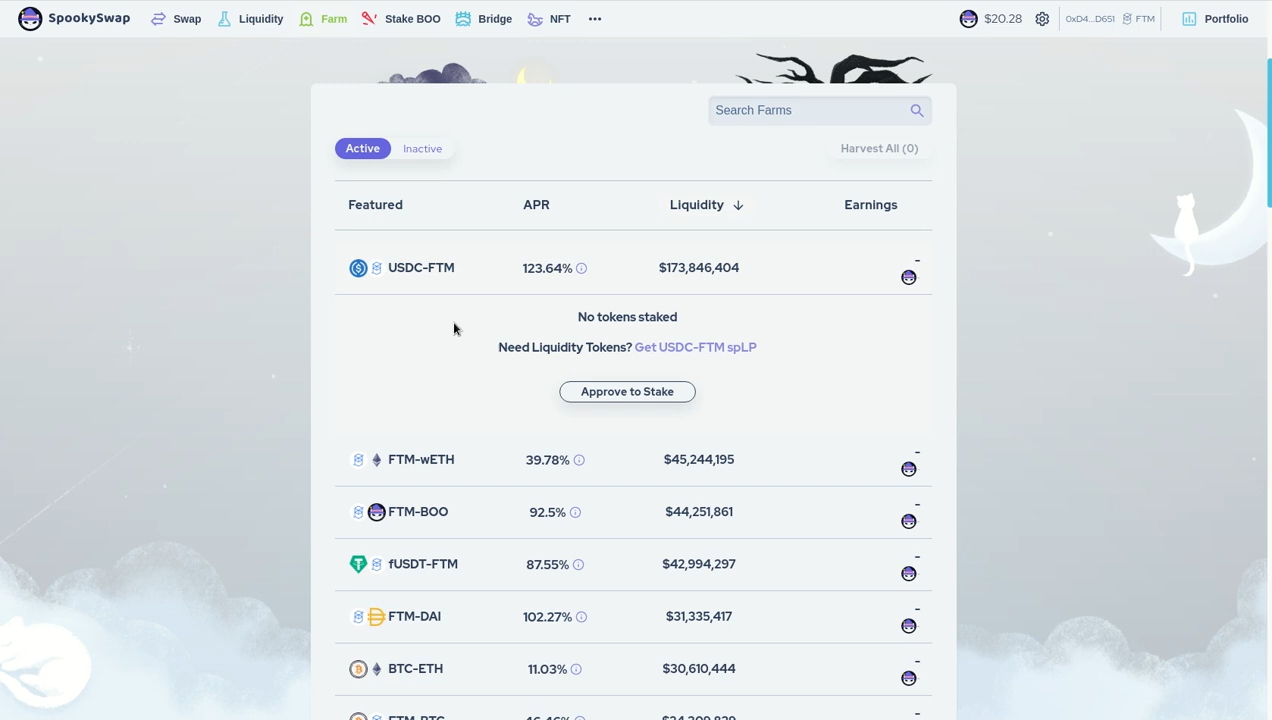 SpookySwap Swap Liquidity Farm Stake BOO Bridge NFT ••• $20.28 0xD4...D651 FTM Portfolio
Search Farms
Active Inactive Harvest All (0)
Featured APR Liquidity ↓ Earnings
USDC-FTM 123.64% $173,846,404 -
No tokens staked
Need Liquidity Tokens? Get USDC-FTM spLP
Approve to Stake
FTM-wETH 39.78% $45,244,195 -
FTM-BOO 92.5% $44,251,861 -
fUSDT-FTM 87.55% $42,994,297 -
FTM-DAI 102.27% $31,335,417 -
BTC-ETH 11.03% $30,610,444 -
FTM-BTC